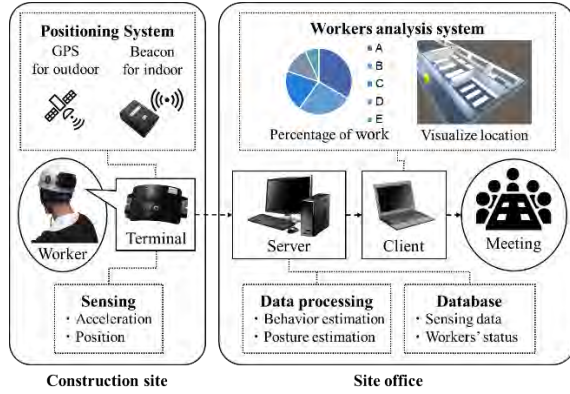 Positioning System
GPS
for outdoor
Beacon
for indoor
Worker
Terminal
Sensing
・Acceleration
・Position
Construction site
Workers analysis system
A
B
C
D
E
Percentage of work
Visualize location
Server
Client
Meeting
Data processing
・Behavior estimation
・Posture estimation
Database
・Sensing data
・Workers' status
Site office